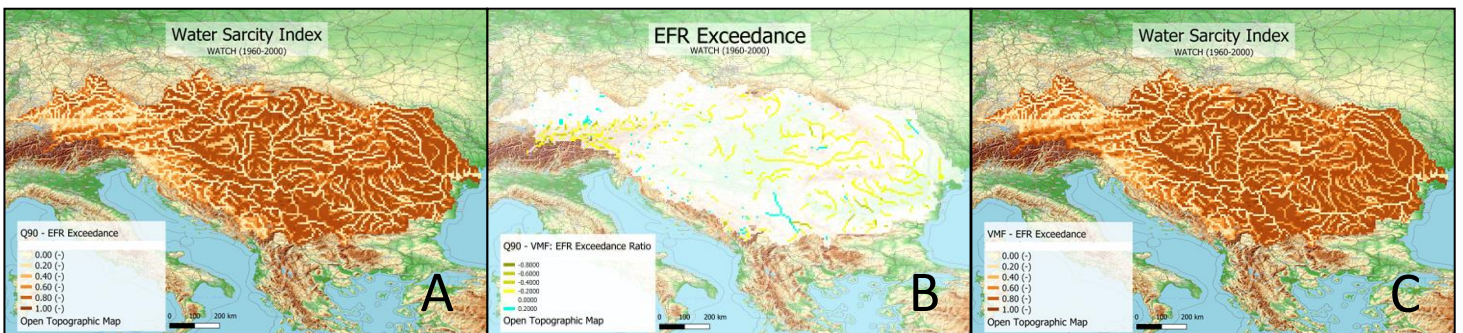 Water Sarcity Index
WATCH (1960-2000)
Q90 - EFR Exceedance
0.00 (-)
0.20 (-)
0.40 (-)
0.60 (-)
0.80 (-)
1.00 (-)
Open Topographic Map
0 100 200 km
A
EFR Exceedance
WATCH (1960-2000)
Q90 - VMF: EFR Exceedance Ratio
-0.8000
-0.6000
-0.4000
-0.2000
0.0000
0.2000
Open Topographic Map
0 100 200 km
B
Water Sarcity Index
WATCH (1960-2000)
VMF - EFR Exceedance
0.00 (-)
0.20 (-)
0.40 (-)
0.60 (-)
0.80 (-)
1.00 (-)
Open Topographic Map
0 100 200 km
C